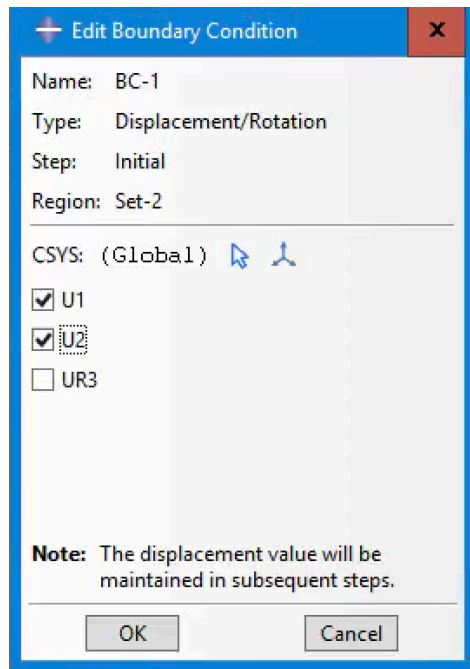 Edit Boundary Condition
x
Name: BC-1
Type: Displacement/Rotation
Step: Initial
Region: Set-2
CSYS: (Global)
U1
U2
UR3
Note: The displacement value will be
maintained in subsequent steps.
OK Cancel